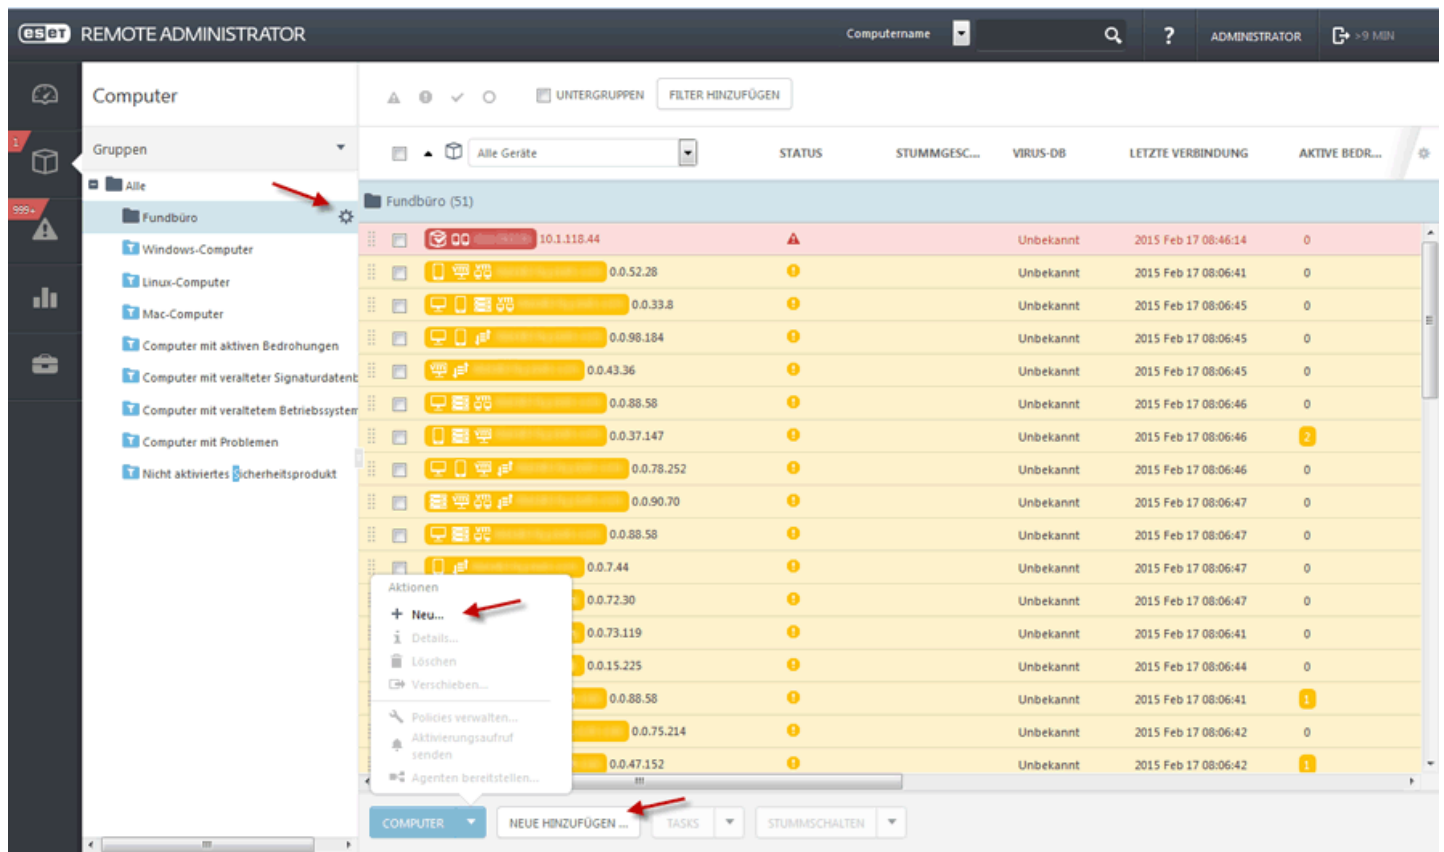 eseT REMOTE ADMINISTRATOR
Computername
?
ADMINISTRATOR
>9 MIN
1
999+
Computer
Gruppen
Alle
Fundbüro
Windows-Computer
Linux-Computer
Mac-Computer
Computer mit aktiven Bedrohungen
Computer mit veralteter Signaturdatenb
Computer mit veraltetem Betriebssystem
Computer mit Problemen
Nicht aktiviertes Sicherheitsprodukt
UNTERGRUPPEN
FILTER HINZUFÜGEN
Alle Geräte STATUS STUMMGESC... VIRUS-DB LETZTE VERBINDUNG AKTIVE BEDR...
Fundbüro (51)
10.1.118.44 Unbekannt 2015 Feb 17 08:46:14 0
0.0.52.28 Unbekannt 2015 Feb 17 08:06:41 0
0.0.33.8 Unbekannt 2015 Feb 17 08:06:45 0
0.0.98.184 Unbekannt 2015 Feb 17 08:06:45 0
0.0.43.36 Unbekannt 2015 Feb 17 08:06:45 0
0.0.88.58 Unbekannt 2015 Feb 17 08:06:46 0
0.0.37.147 Unbekannt 2015 Feb 17 08:06:46 2
0.0.78.252 Unbekannt 2015 Feb 17 08:06:46 0
0.0.90.70 Unbekannt 2015 Feb 17 08:06:47 0
0.0.88.58 Unbekannt 2015 Feb 17 08:06:47 0
0.0.7.44 Unbekannt 2015 Feb 17 08:06:47 0
0.0.72.30 Unbekannt 2015 Feb 17 08:06:47 0
0.0.73.119 Unbekannt 2015 Feb 17 08:06:41 0
0.0.15.225 Unbekannt 2015 Feb 17 08:06:44 0
0.0.88.58 Unbekannt 2015 Feb 17 08:06:41 1
0.0.75.214 Unbekannt 2015 Feb 17 08:06:42 0
0.0.47.152 Unbekannt 2015 Feb 17 08:06:42 1
Aktionen
Neu...
Details...
Löschen
Verschieben...
Policies verwalten...
Aktivierungsaufruf
senden
Agenten bereitstellen...
COMPUTER
NEUE HINZUFÜGEN ...
TASKS
STUMMSCHALTEN